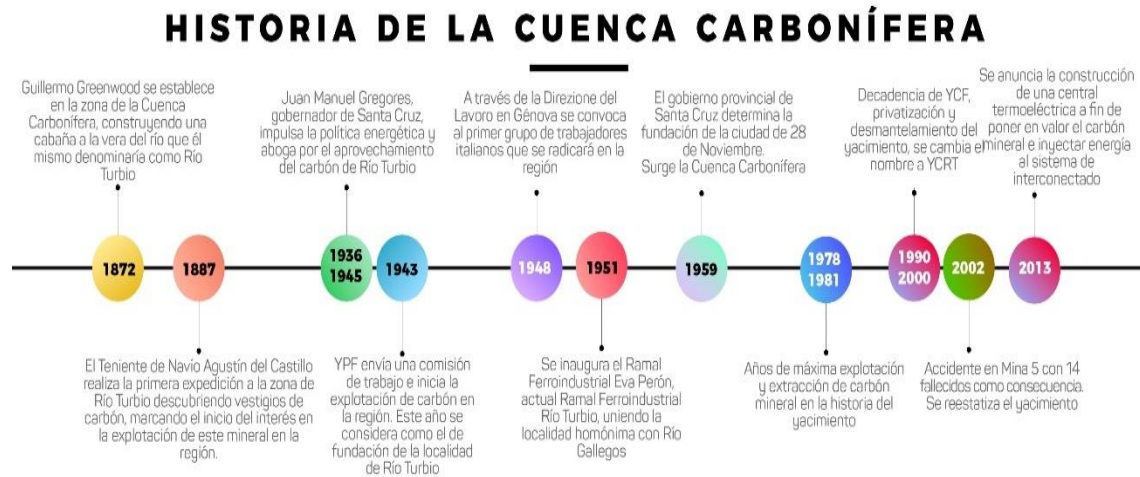 HISTORIA DE LA CUENCA CARBONÍFERA
Guillermo Greenwood se establece
en la zona de la Cuenca
Carbonífera, construyendo una
cabaña a la vera del río que él
mismo denominaría como Río
Turbio
1872
1887
El Teniente de Navío Agustín del Castillo
realiza la primera expedición a la zona de
Río Turbio descubriendo vestigios de
carbón, marcando el inicio del interés en
la explotación de este mineral en la
región.
Juan Manuel Gregores,
gobernador de Santa Cruz,
impulsa la política energética y
aboga por el aprovechamiento
del carbón de Río Turbio
1936
1945
1943
YPF envía una comisión
de trabajo e inicia la
explotación de carbón en
la región. Este año se
considera como el de
fundación de la localidad
de Río Turbio
A través de la Direzione del
Lavoro en Génova se convoca
al primer grupo de trabajadores
italianos que se radicará en la
región
1948
1951
Se inaugura el Ramal
Ferroindustrial Eva Perón,
actual Ramal Ferroindustrial
Río Turbio, uniendo la
localidad homónima con Río
Gallegos
El gobierno provincial de
Santa Cruz determina la
fundación de la ciudad de 28
de Noviembre.
Surge la Cuenca Carbonífera
1959
1978
1981
Años de máxima explotación
y extracción de carbón
mineral en la historia del
yacimiento
Decadencia de YCF,
privatización y
desmantelamiento del
yacimiento, se cambia el
nombre a YCRT
1990
2000
2002
Accidente en Mina 5 con 14
fallecidos como consecuencia.
Se reestatiza el yacimiento
Se anuncia la construcción
de una central
termoeléctrica a fin de
poner en valor el carbón
mineral e inyectar energía
al sistema de
interconectado
2013